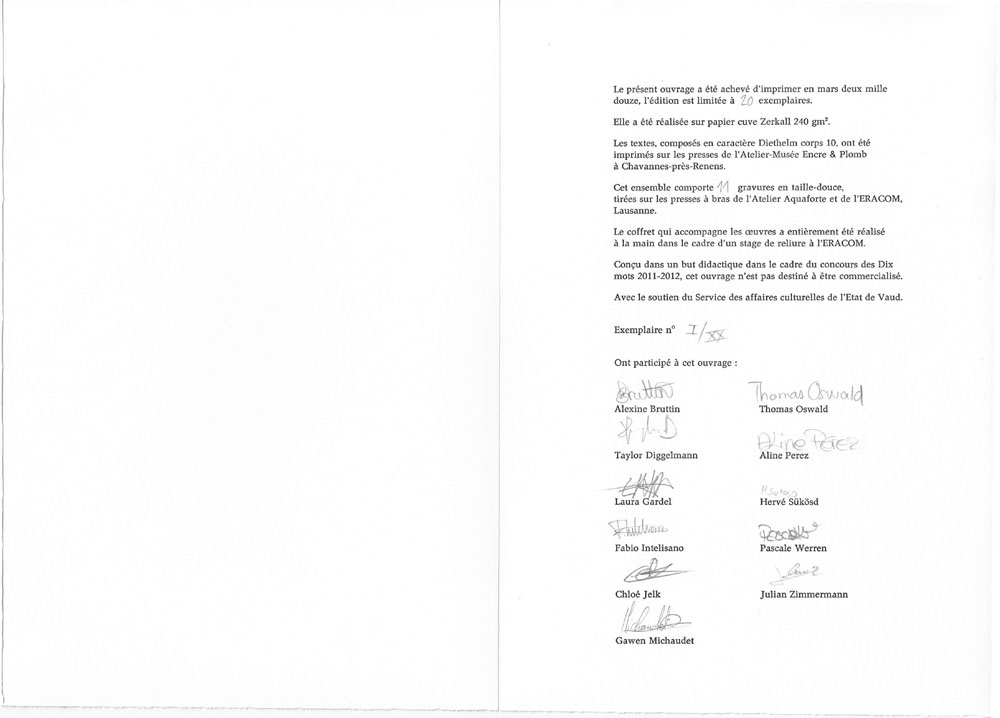 Le présent ouvrage a été achevé d'imprimer en mars deux mille
douze, l'édition est limitée à 20 exemplaires.
Elle a été réalisée sur papier cuve Zerkall 240 gm².
Les textes, composés en caractère Diethelm corps 10, ont été
imprimés sur les presses de l'Atelier-Musée Encre & Plomb
à Chavannes-près-Renens.
Cet ensemble comporte 11 gravures en taille-douce,
tirées sur les presses à bras de l'Atelier Aquaforte et de l'ERACOM,
Lausanne.
Le coffret qui accompagne les œuvres a entièrement été réalisé
à la main dans le cadre d'un stage de reliure à l'ERACOM.
Conçu dans un but didactique dans le cadre du concours des Dix
mots 2011-2012, cet ouvrage n'est pas destiné à être commercialisé.
Avec le soutien du Service des affaires culturelles de l'Etat de Vaud.
Exemplaire n° I/XX
Ont participé à cet ouvrage :
Bruttin Thomas Oswald
Alexine Bruttin Thomas Oswald
Aline Perez
Taylor Diggelmann Aline Perez
Laura Gardel Hervé Sükösd
Fabio Intelisano Pascale Werren
Chloé Jelk Julian Zimmermann
Michaudet
Gawen Michaudet